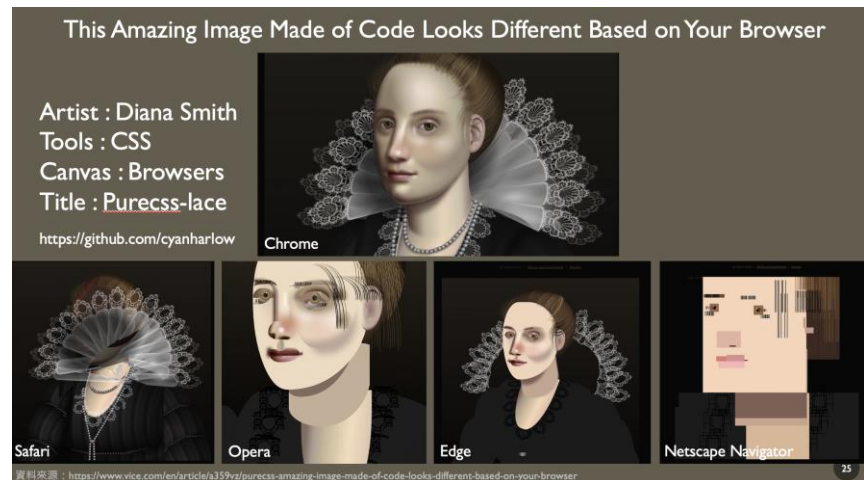 This Amazing Image Made of Code Looks Different Based on Your Browser
Artist : Diana Smith
Tools : CSS
Canvas : Browsers
Title : Purecss-lace
https://github.com/cyanharlow
Chrome
Safari
Opera
Edge
Netscape Navigator
資料來源：https://www.vice.com/en/article/a359vz/purecss-amazing-image-made-of-code-looks-different-based-on-your-browser
25